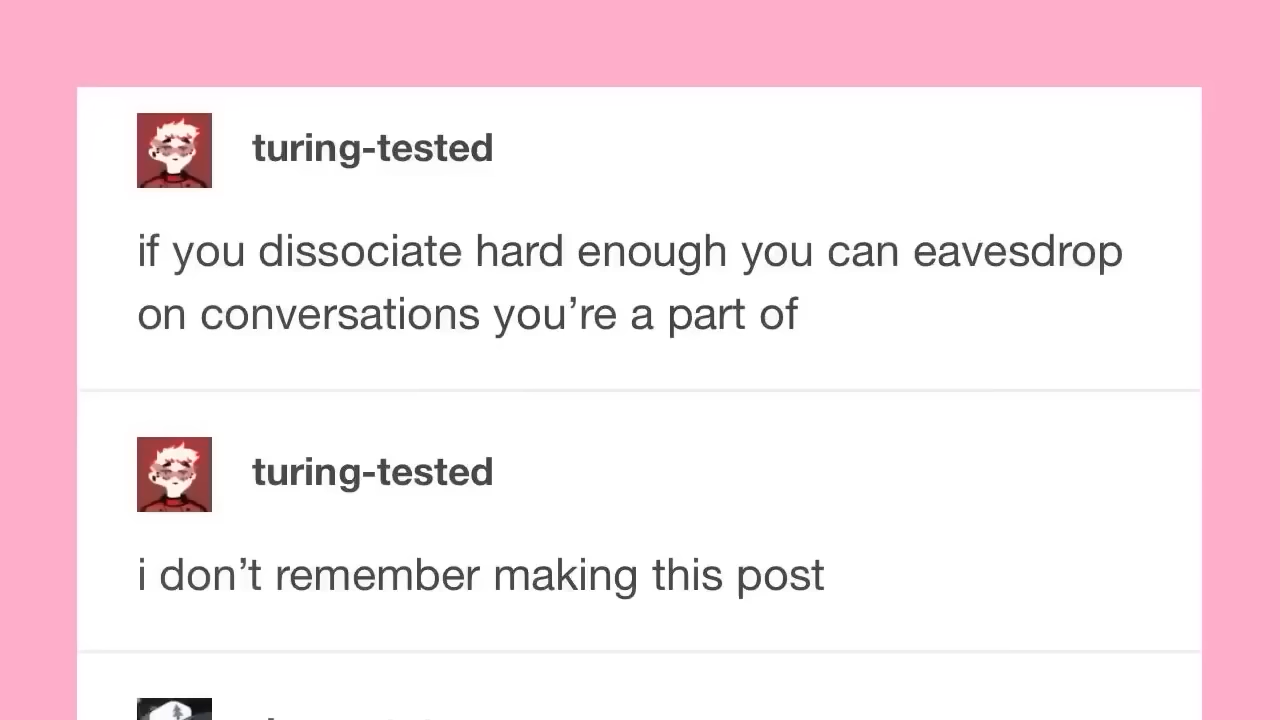 turing-tested
if you dissociate hard enough you can eavesdrop
on conversations you’re a part of
turing-tested
i don’t remember making this post